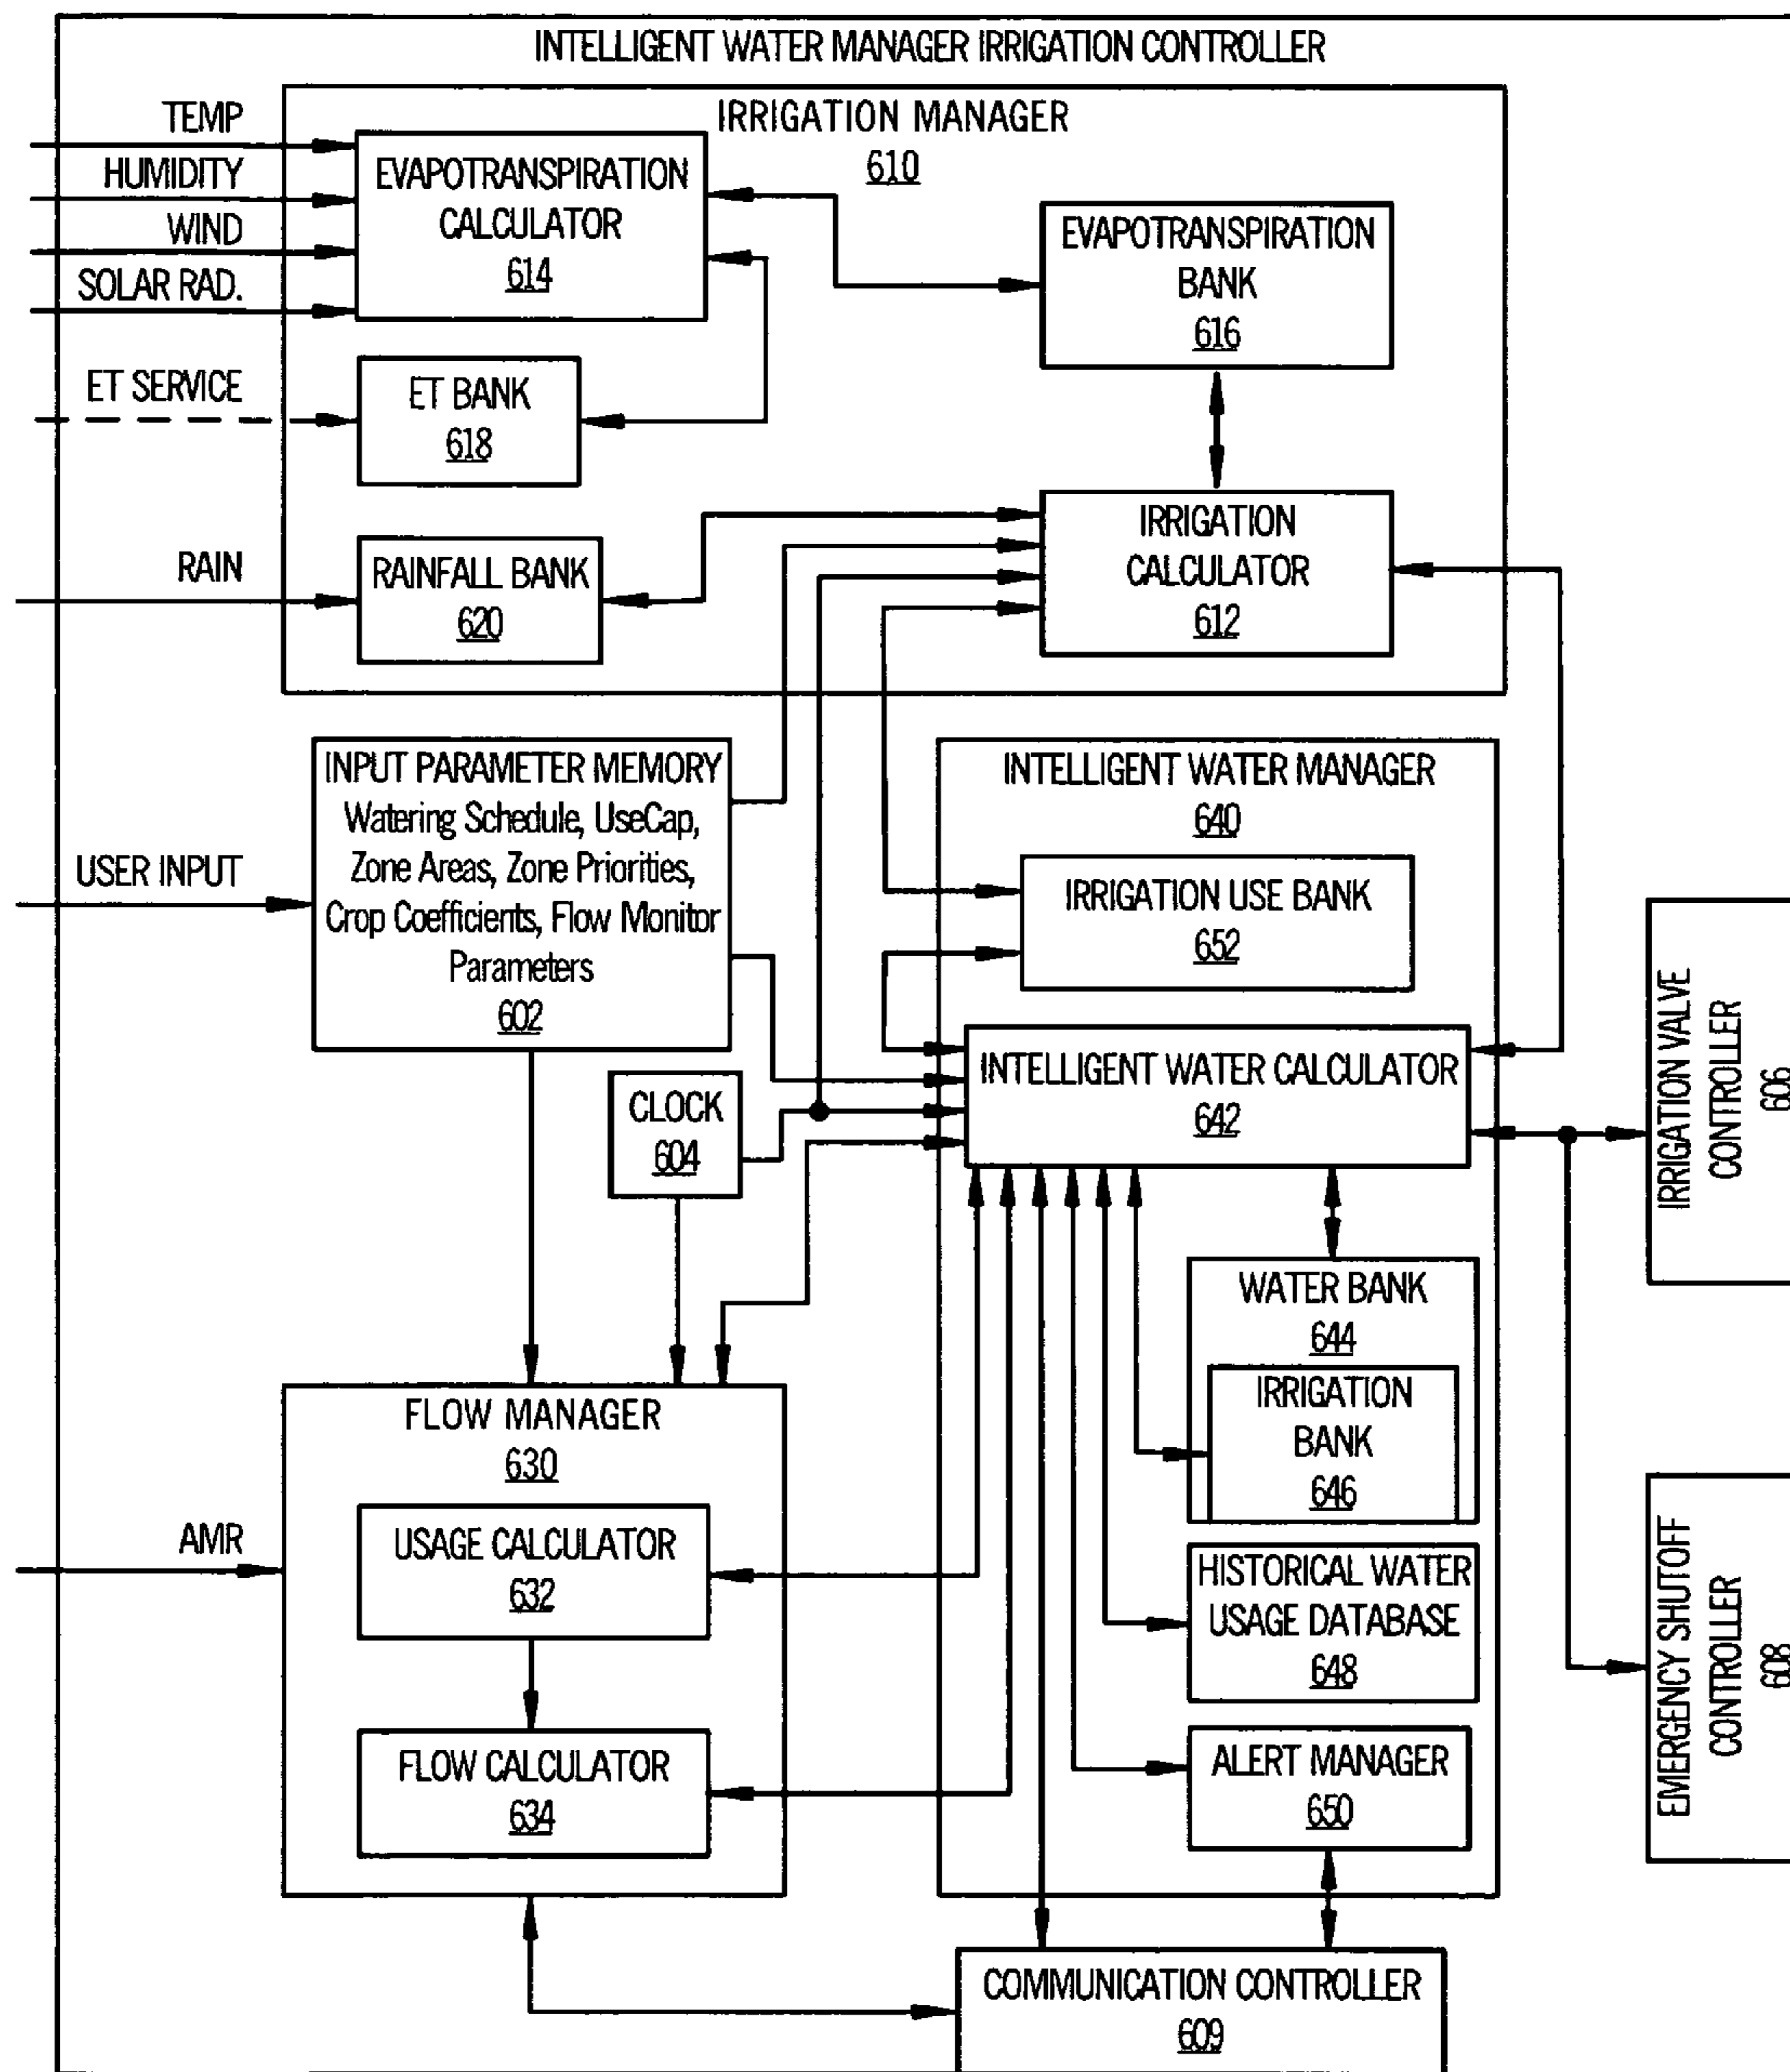 INTELLIGENT WATER MANAGER IRRIGATION CONTROLLER
IRRIGATION MANAGER
610
TEMP
HUMIDITY
WIND
SOLAR RAD.
ET SERVICE
RAIN
EVAPOTRANSPIRATION
CALCULATOR
614
EVAPOTRANSPIRATION
BANK
616
ET BANK
618
RAINFALL BANK
620
IRRIGATION
CALCULATOR
612
USER INPUT
INPUT PARAMETER MEMORY
Watering Schedule, UseCap,
Zone Areas, Zone Priorities,
Crop Coefficients, Flow Monitor
Parameters
602
INTELLIGENT WATER MANAGER
640
IRRIGATION USE BANK
652
INTELLIGENT WATER CALCULATOR
642
CLOCK
604
IRRIGATION VALVE
CONTROLLER
606
WATER BANK
644
IRRIGATION
BANK
646
AMR
FLOW MANAGER
630
USAGE CALCULATOR
632
FLOW CALCULATOR
634
HISTORICAL WATER
USAGE DATABASE
648
ALERT MANAGER
650
EMERGENCY SHUTOFF
CONTROLLER
608
COMMUNICATION CONTROLLER
609